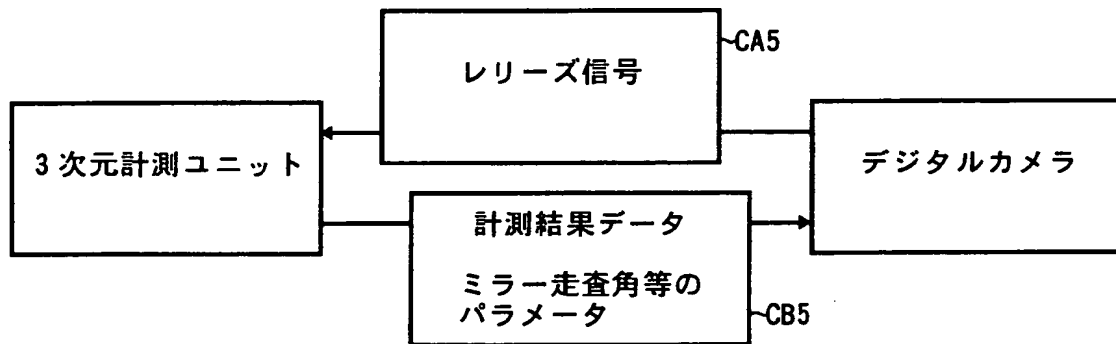 レリーズ信号
CA5
3次元計測ユニット
デジタルカメラ
計測結果データ
ミラー走査角等の
パラメータ
CB5